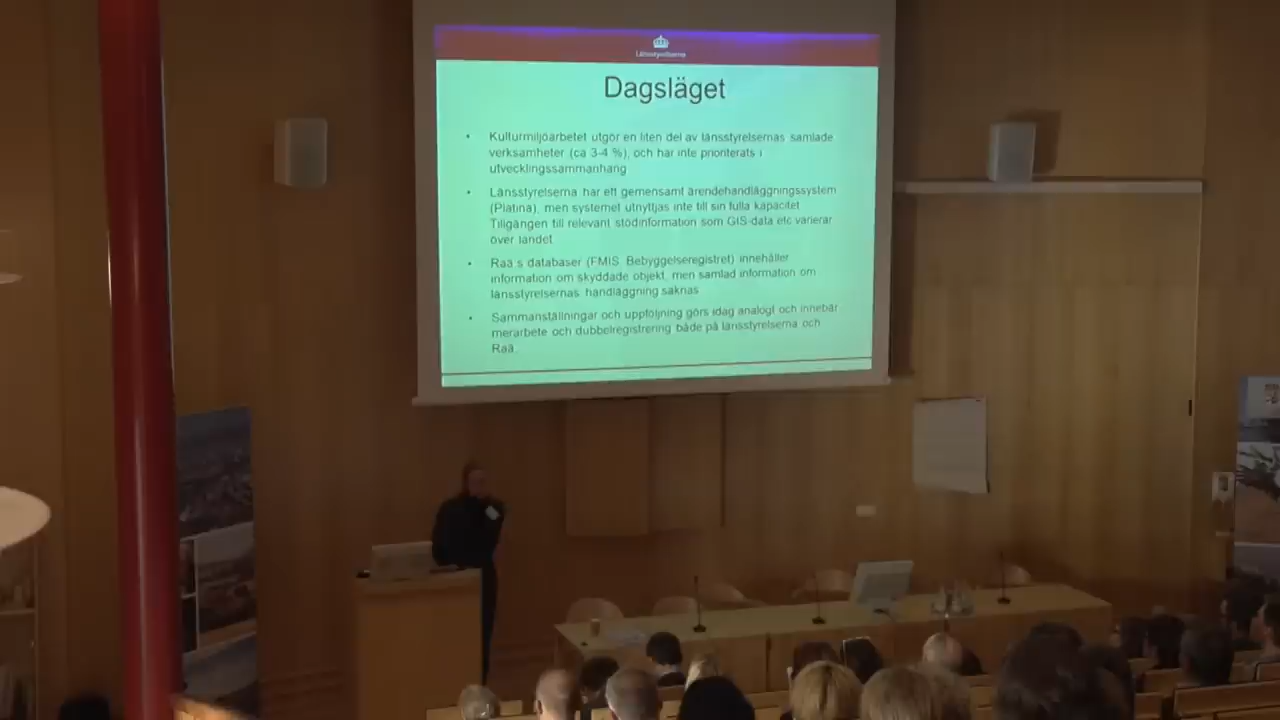 Länsstyrelserna
Dagsläget
• Kulturmiljöarbetet utgör en liten del av länsstyrelsernas samlade
verksamheter (ca 3-4 %), och har inte prioriterats i
utvecklingssammanhang
• Länsstyrelserna har ett gemensamt ärendehandläggningssystem
(Platina), men systemet utnyttjas inte till sin fulla kapacitet
Tillgången till relevant stödinformation som GIS-data etc varierar
över landet
• Raä:s databaser (FMIS, Bebyggelseregistret) innehåller
information om skyddade objekt, men samlad information om
länsstyrelsernas handläggning saknas
• Sammanställningar och uppföljning görs idag analogt och innebär
merarbete och dubbelregistrering både på länsstyrelserna och
Raä.